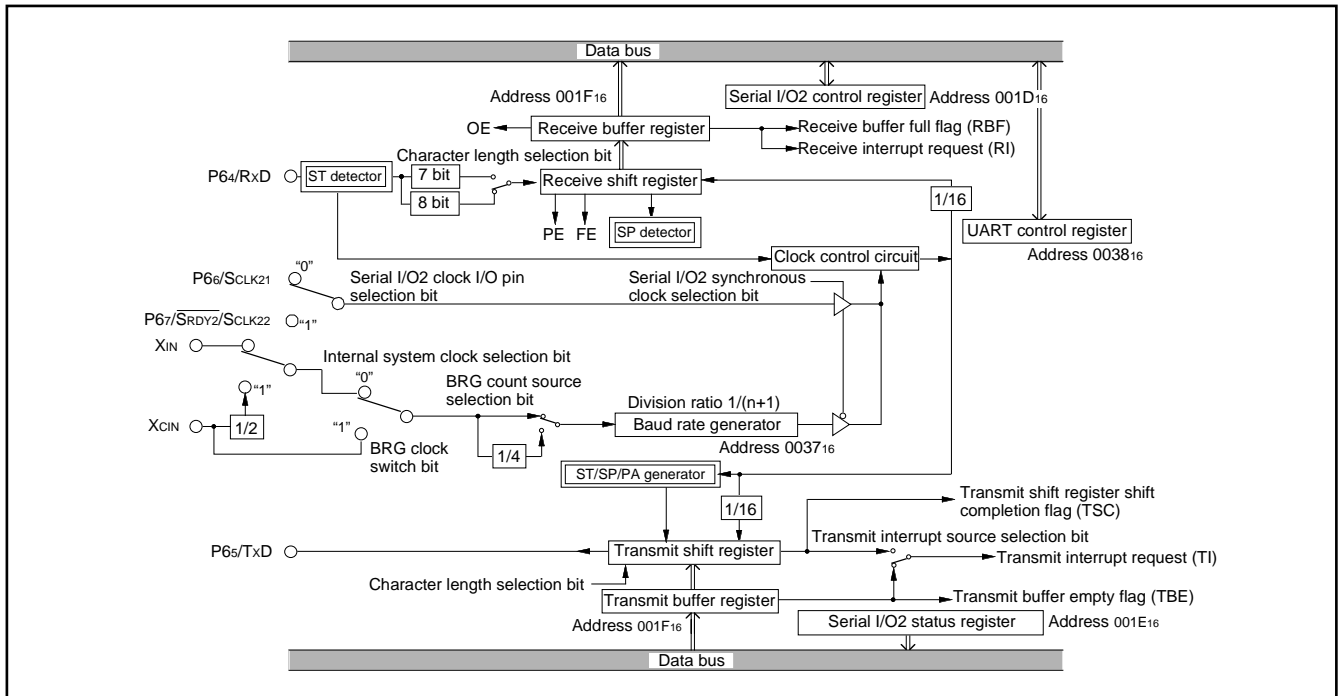 Data bus
Address 001F16
Serial I/O2 control register
Address 001D16
OE
Receive buffer register
Receive buffer full flag (RBF)
Receive interrupt request (RI)
Character length selection bit
P64/RXD
ST detector
7 bit
8 bit
Receive shift register
1/16
PE
FE
SP detector
UART control register
Address 003816
Clock control circuit
P66/SCLK21
“0”
Serial I/O2 clock I/O pin
selection bit
Serial I/O2 synchronous
clock selection bit
P67/SRDY2/SCLK22
“1”
XIN
Internal system clock selection bit
“0”
BRG count source
selection bit
“1”
Division ratio 1/(n+1)
XCIN
1/2
“1”
Baud rate generator
BRG clock
switch bit
1/4
Address 003716
ST/SP/PA generator
1/16
Transmit shift register shift
completion flag (TSC)
Transmit interrupt source selection bit
P65/TXD
Transmit shift register
Transmit interrupt request (TI)
Character length selection bit
Transmit buffer register
Transmit buffer empty flag (TBE)
Address 001F16
Serial I/O2 status register
Address 001E16
Data bus